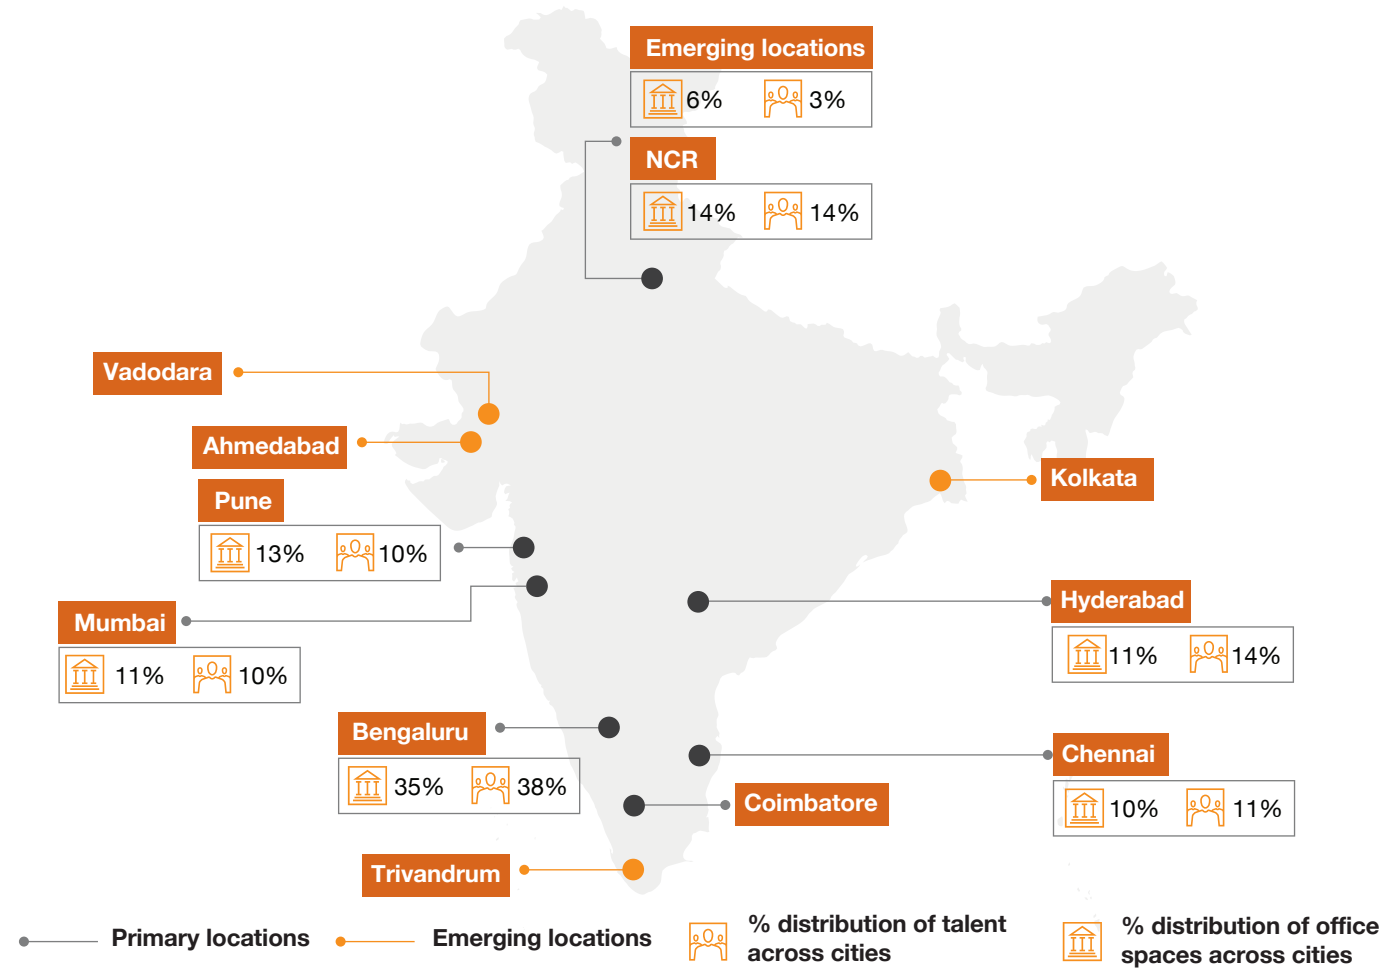 Emerging locations
6% 3%
NCR
14% 14%
Vadodara
Ahmedabad
Pune
13% 10%
Kolkata
Mumbai
11% 10%
Hyderabad
11% 14%
Bengaluru
35% 38%
Chennai
10% 11%
Coimbatore
Trivandrum
Primary locations
Emerging locations
% distribution of talent
across cities
% distribution of office
spaces across cities